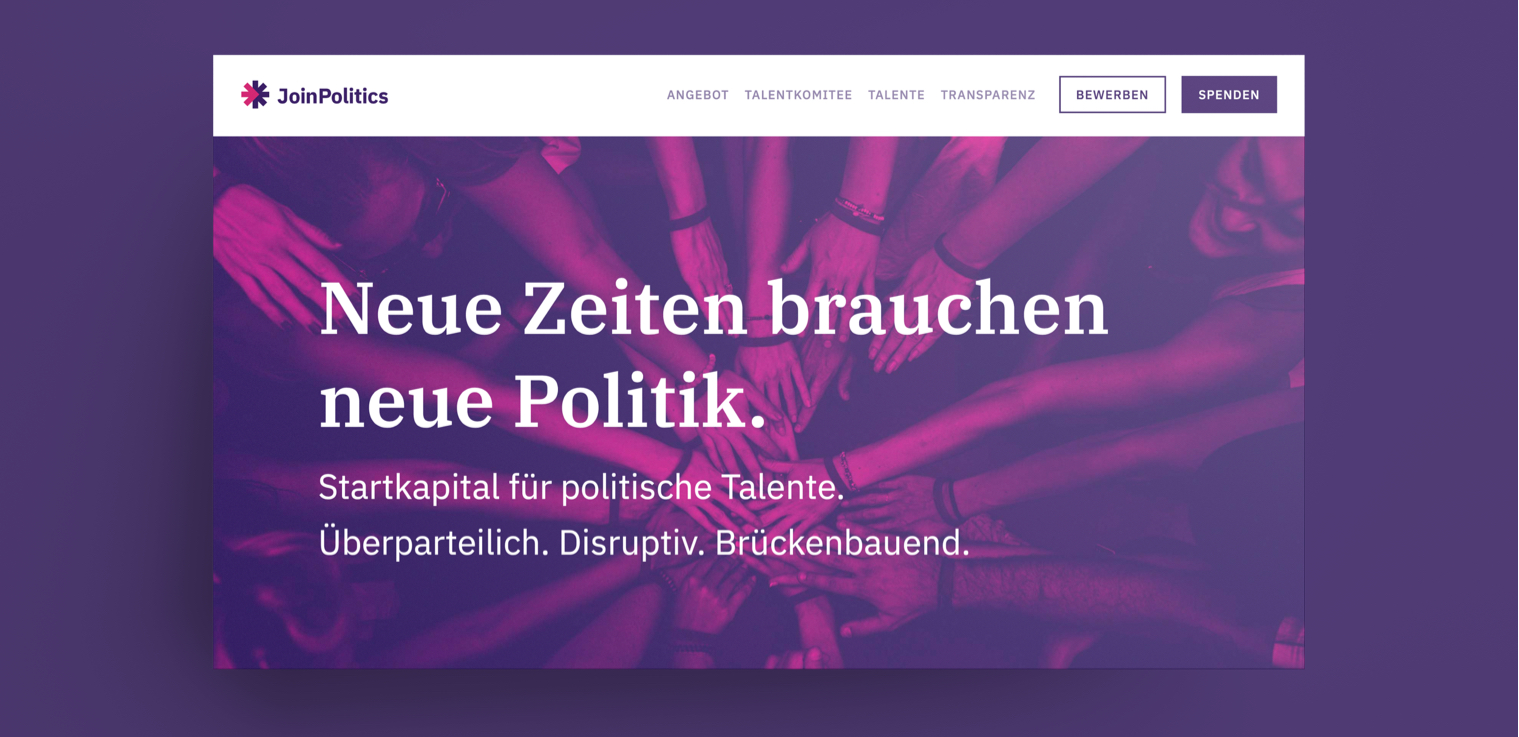 JoinPolitics
ANGEBOT TALENTKOMITEE TALENTE TRANSPARENZ BEWERBEN SPENDEN
Neue Zeiten brauchen
neue Politik.
Startkapital für politische Talente.
Überparteilich. Disruptiv. Brückenbauend.